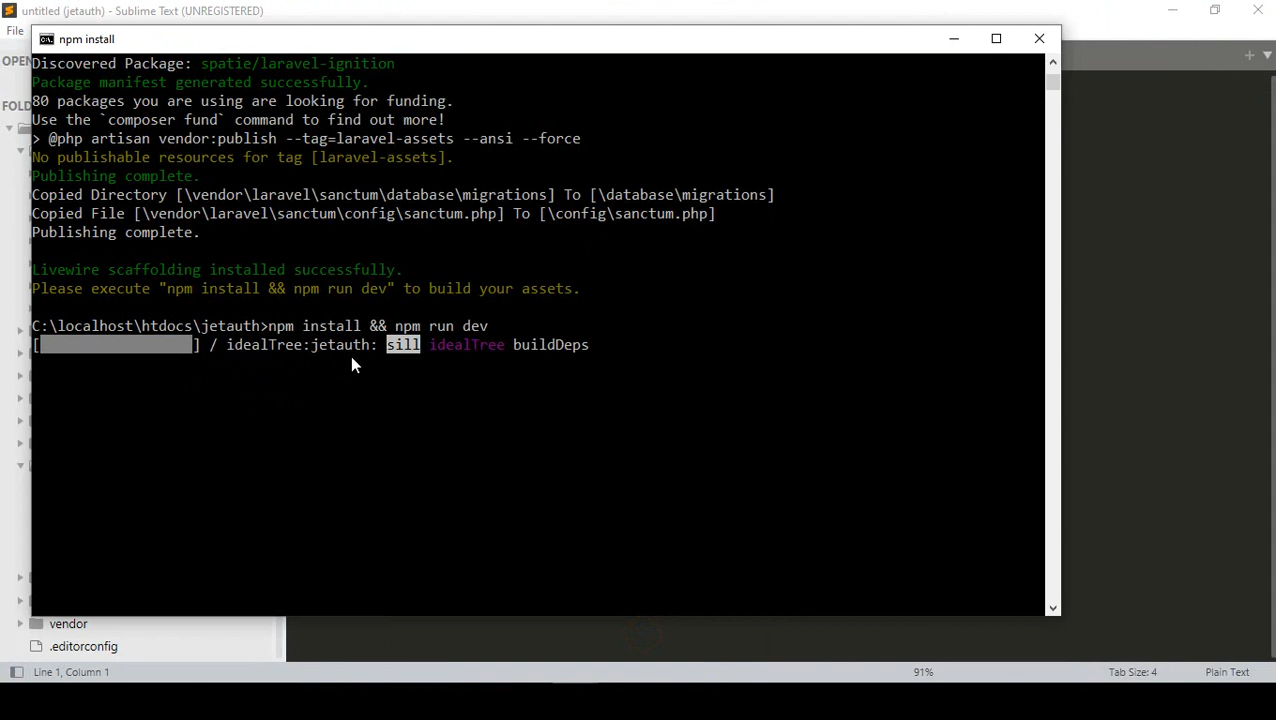 untitled (jetauth) - Sublime Text (UNREGISTERED)
File
npm install
OPEN
FOLD
Discovered Package: spatie/laravel-ignition
Package manifest generated successfully.
80 packages you are using are looking for funding.
Use the `composer fund` command to find out more!
> @php artisan vendor:publish --tag=laravel-assets --ansi --force
No publishable resources for tag [laravel-assets].
Publishing complete.
Copied Directory [\vendor\laravel\sanctum\database\migrations] To [\database\migrations]
Copied File [\vendor\laravel\sanctum\config\sanctum.php] To [\config\sanctum.php]
Publishing complete.
Livewire scaffolding installed successfully.
Please execute "npm install && npm run dev" to build your assets.
C:\localhost\htdocs\jetauth>npm install && npm run dev
[ ] / idealTree:jetauth: sill idealTree buildDeps
vendor
.editorconfig
Line 1, Column 1
91%
Tab Size: 4
Plain Text